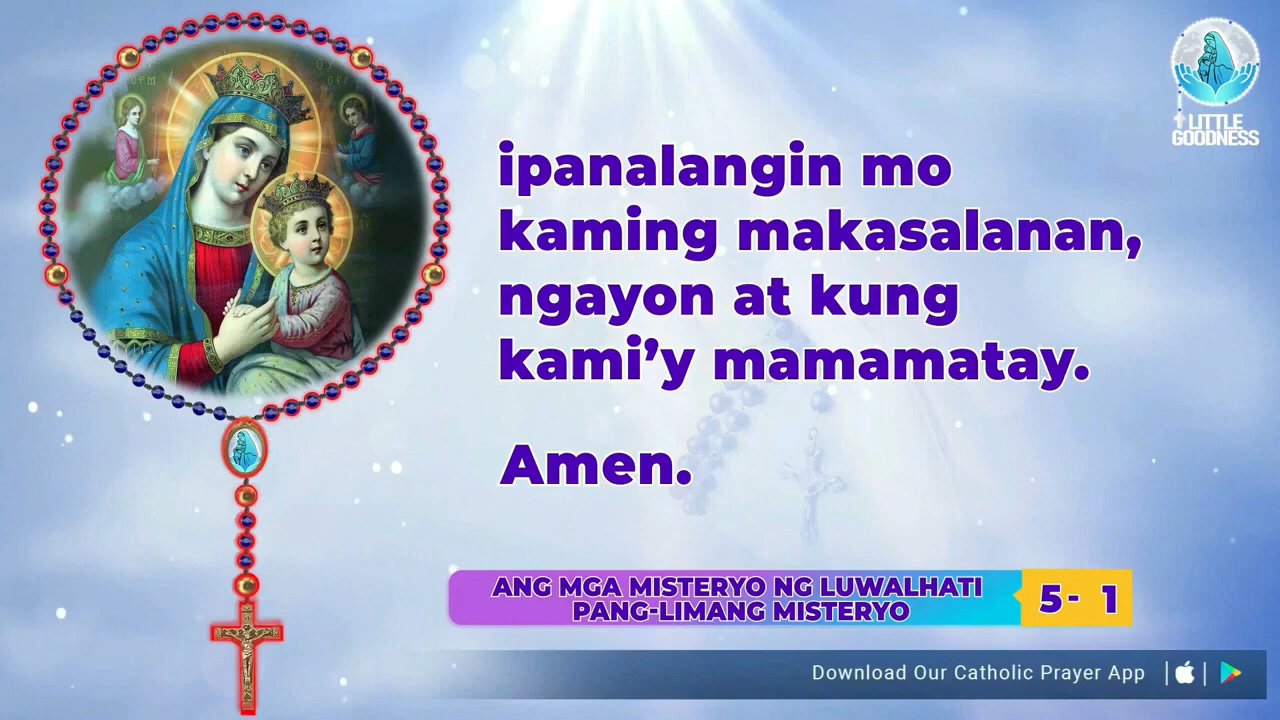 LITTLE
GOODNESS
ipanalangin mo
kaming makasalanan,
ngayon at kung
kami’y mamamatay.
Amen.
ANG MGA MISTERYO NG LUWALHATI
PANG-LIMANG MISTERYO
5- 1
Download Our Catholic Prayer App